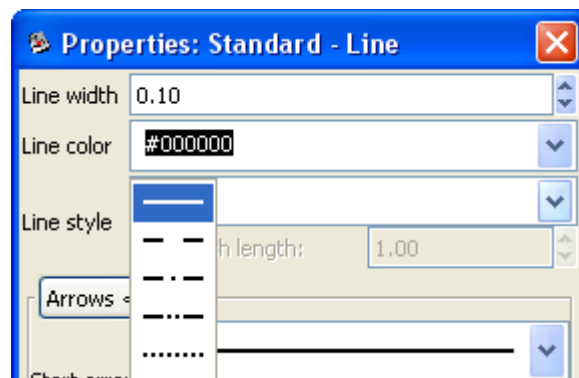 Properties: Standard - Line
Line width 0.10
Line color #000000
Line style
h length: 1.00
Arrows